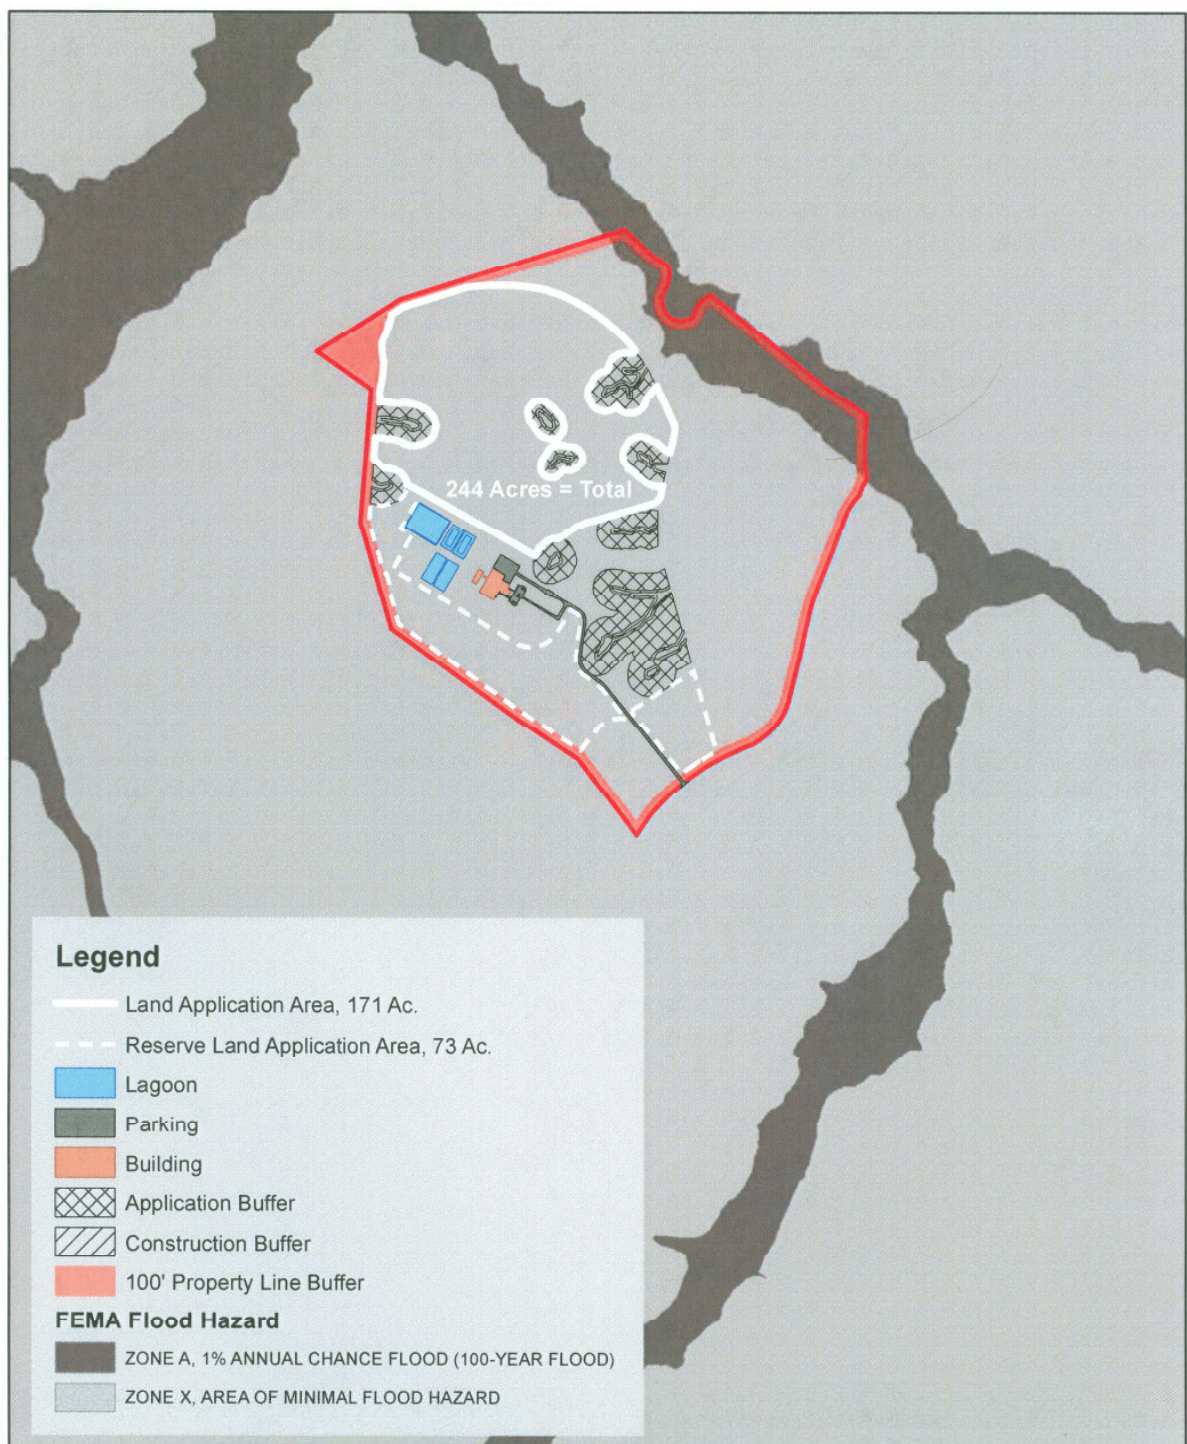 244 Acres = Total
Legend
Land Application Area, 171 Ac.
Reserve Land Application Area, 73 Ac.
Lagoon
Parking
Building
Application Buffer
Construction Buffer
100' Property Line Buffer
FEMA Flood Hazard
ZONE A, 1% ANNUAL CHANCE FLOOD (100-YEAR FLOOD)
ZONE X, AREA OF MINIMAL FLOOD HAZARD